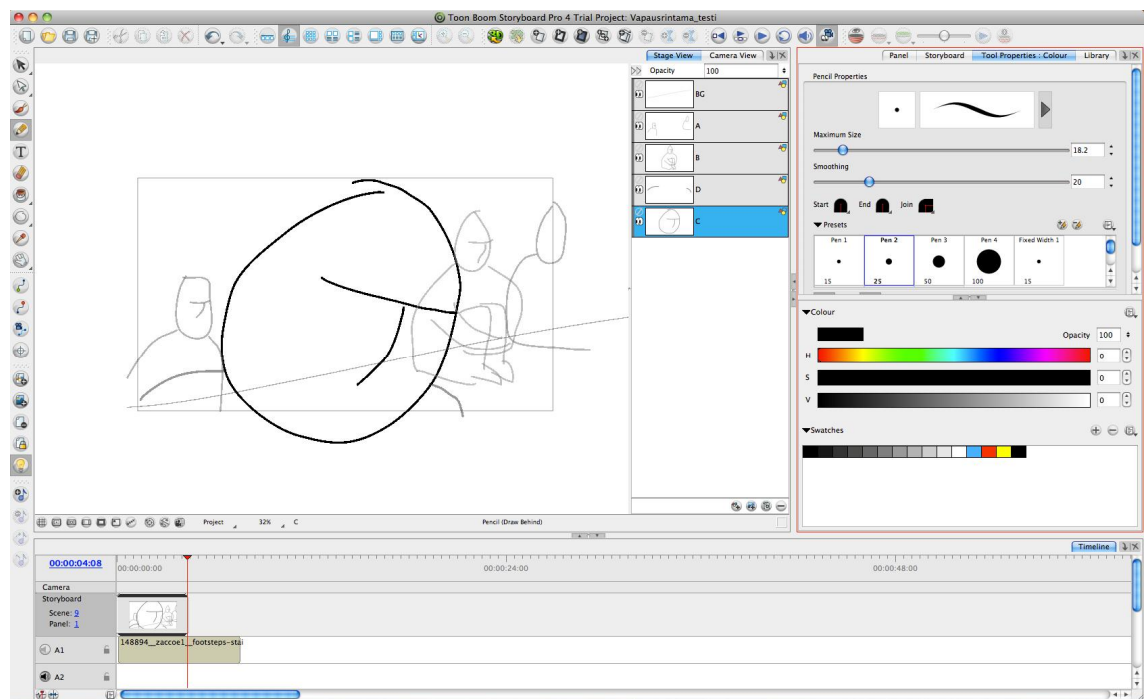 Toon Boom Storyboard Pro 4 Trial Project: Vapausrintama_testi
Stage View Camera View
Opacity 100
BG
A
B
D
C
Project 32% C Pencil (Draw Behind)
Panel Storyboard Tool Properties : Colour Library
Pencil Properties
Maximum Size
18.2
Smoothing
20
Start End Join
Presets
Pen 1 Pen 2 Pen 3 Pen 4 Fixed Width 1
15 25 50 100 15
Colour
Opacity 100
H 0
S 0
V 0
Swatches
Timeline
00:00:04:08 00:00:00:00 00:00:24:00 00:00:48:00
Camera
Storyboard
Scene: 9
Panel: 1
A1 148894__zaccoe1__footsteps-stai
A2